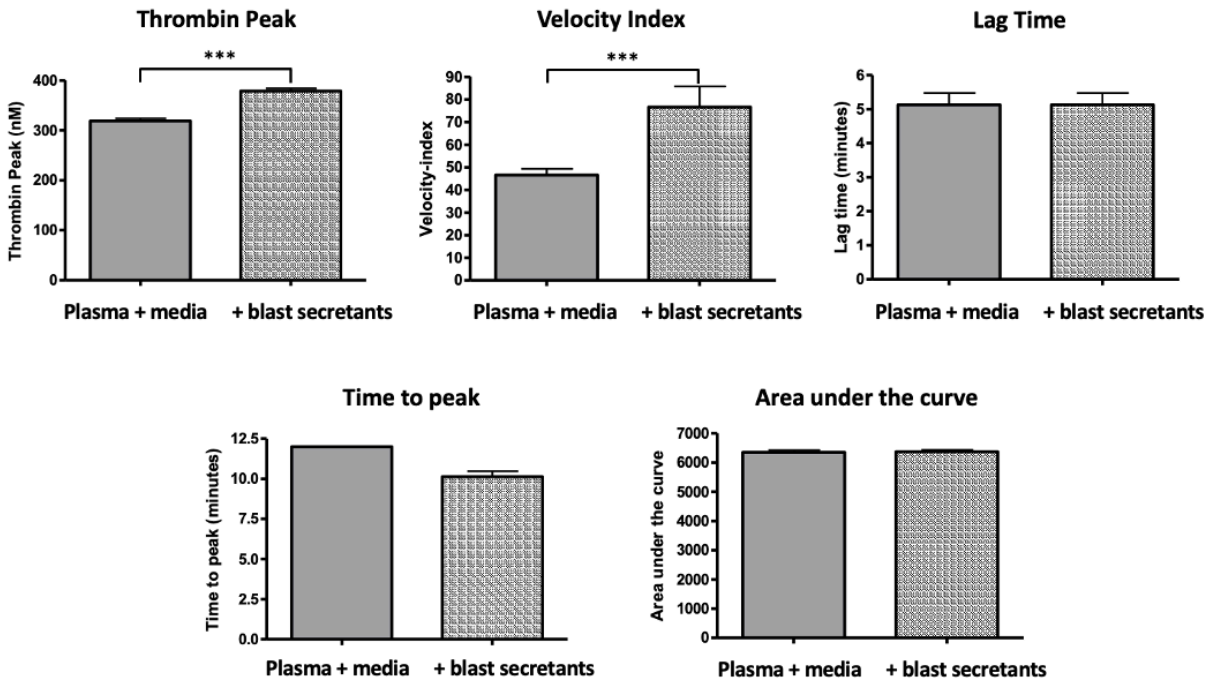 Thrombin Peak
***
Thrombin Peak (nM)
400
300
200
100
0
Plasma + media
+ blast secretants
Velocity Index
***
Velocity-index
90
80
70
60
50
40
30
20
10
0
Plasma + media
+ blast secretants
Lag Time
Lag time (minutes)
6
5
4
3
2
1
0
Plasma + media
+ blast secretants
Time to peak
Time to peak (minutes)
12.5
10.0
7.5
5.0
2.5
0.0
Plasma + media
+ blast secretants
Area under the curve
Area under the curve
7000
6000
5000
4000
3000
2000
1000
0
Plasma + media
+ blast secretants